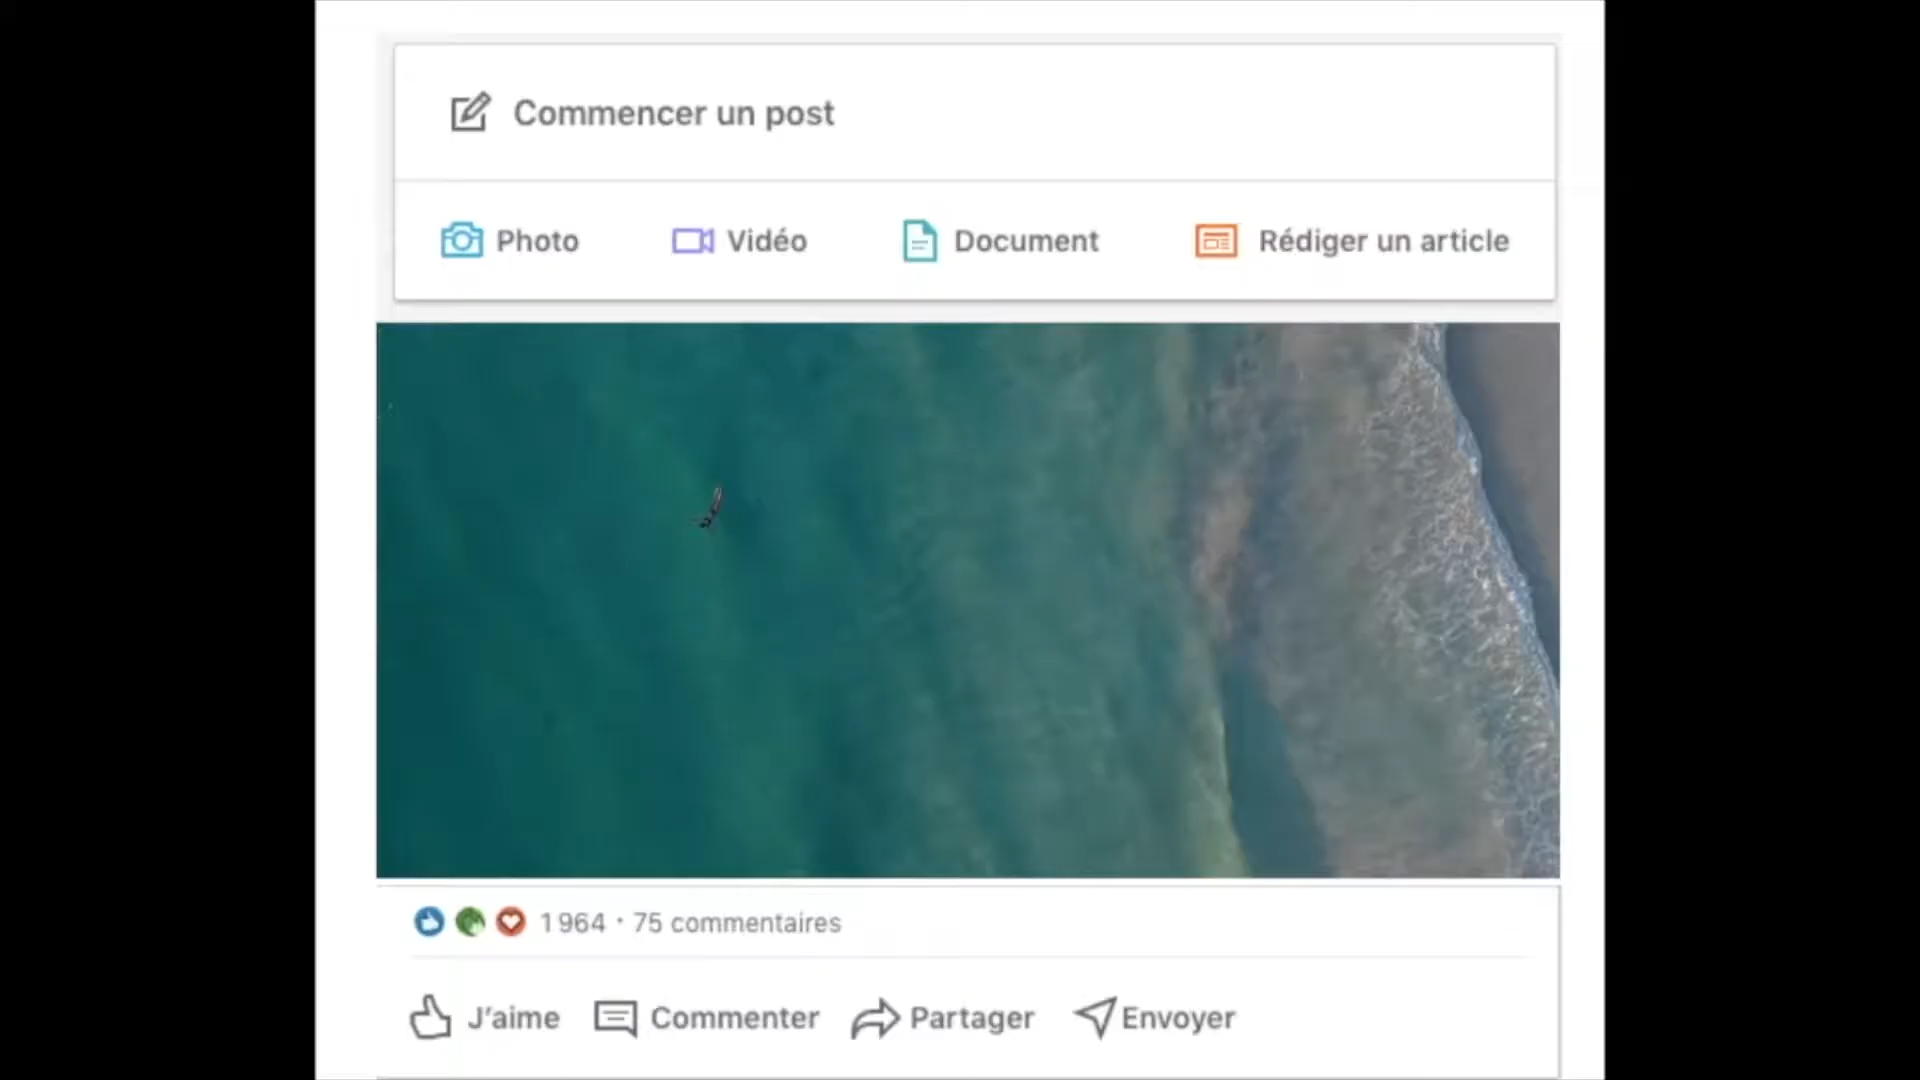 Commencer un post
Photo Vidéo Document Rédiger un article
1 964 · 75 commentaires
J'aime Commenter Partager Envoyer